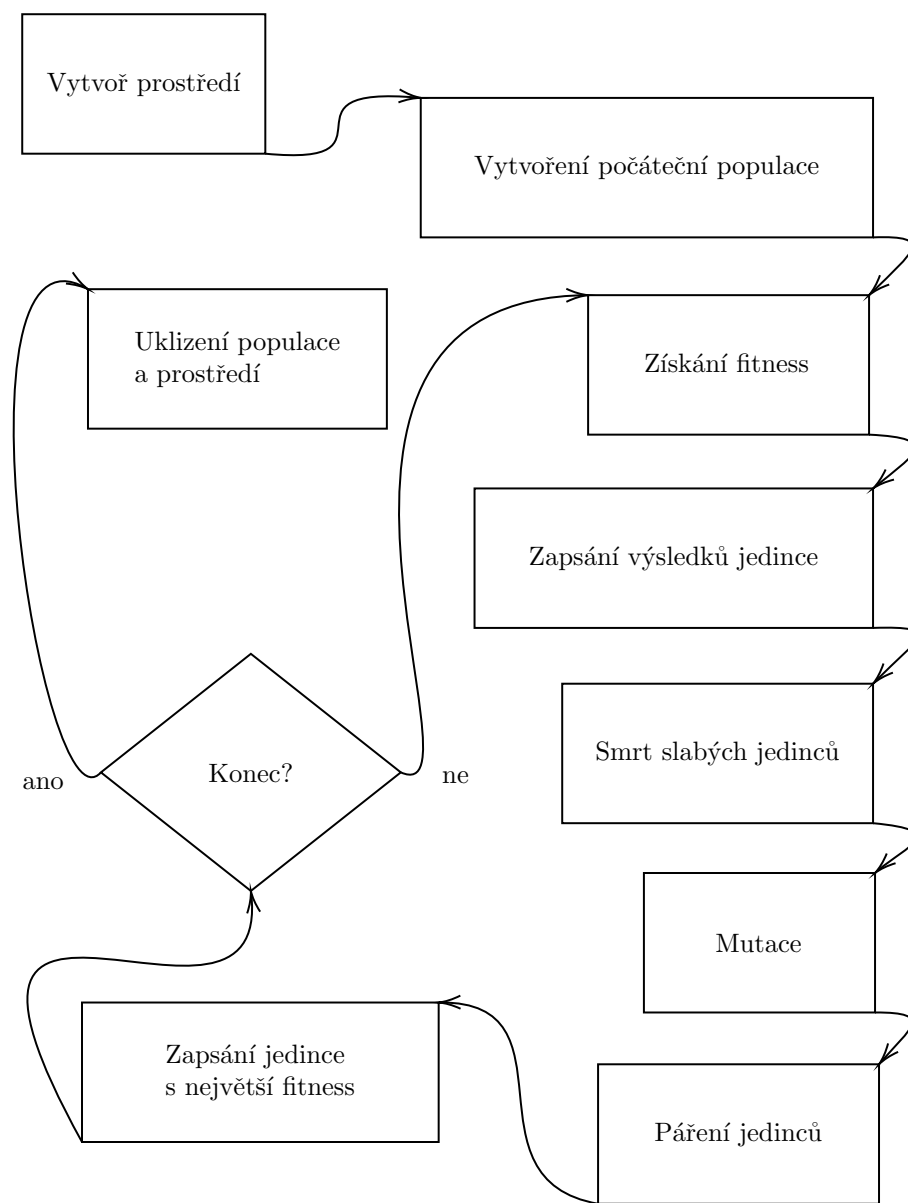 Vytvoř prostředí
Vytvoření počáteční populace
Uklizení populace
a prostředí
Získání fitness
Zapsání výsledků jedince
Smrt slabých jedinců
ano
Konec?
ne
Mutace
Zapsání jedince
s největší fitness
Páření jedinců